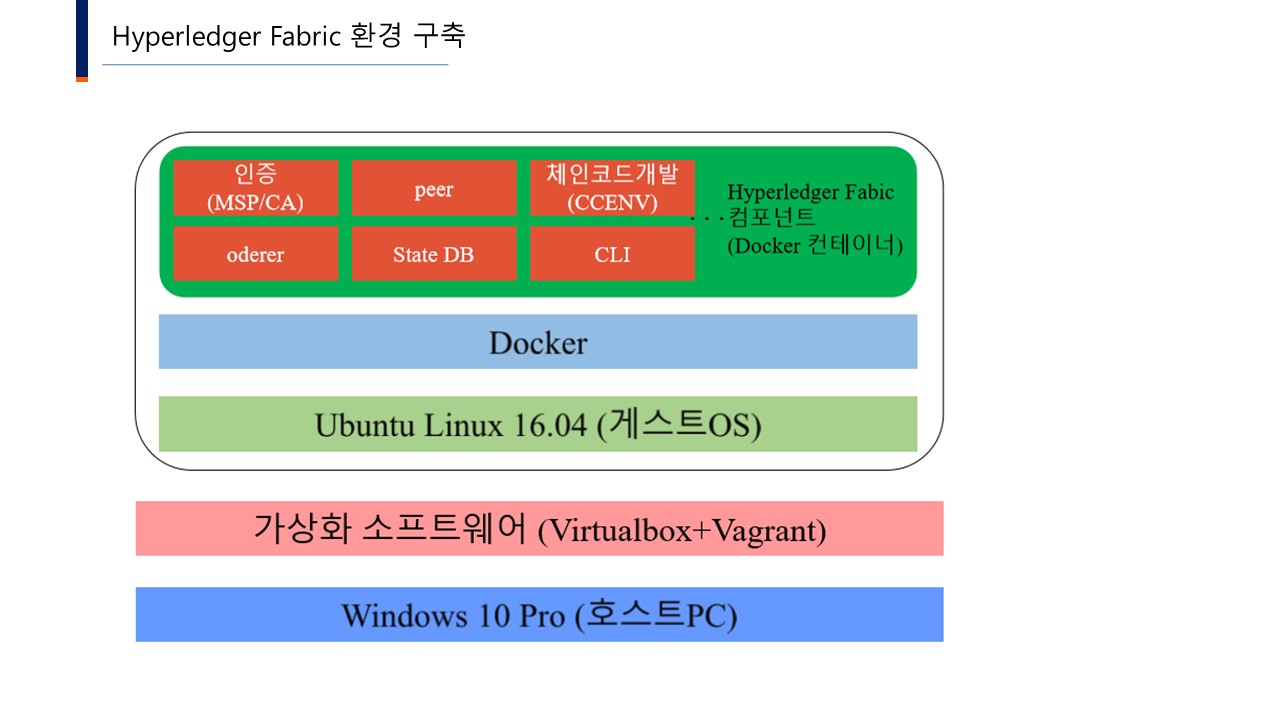 Hyperledger Fabric 환경 구축
인증
(MSP/CA)
peer
체인코드개발
(CCENV)
oderer
State DB
CLI
Hyperledger Fabic
···컴포넌트
(Docker 컨테이너)
Docker
Ubuntu Linux 16.04 (게스트OS)
가상화 소프트웨어 (Virtualbox+Vagrant)
Windows 10 Pro (호스트PC)